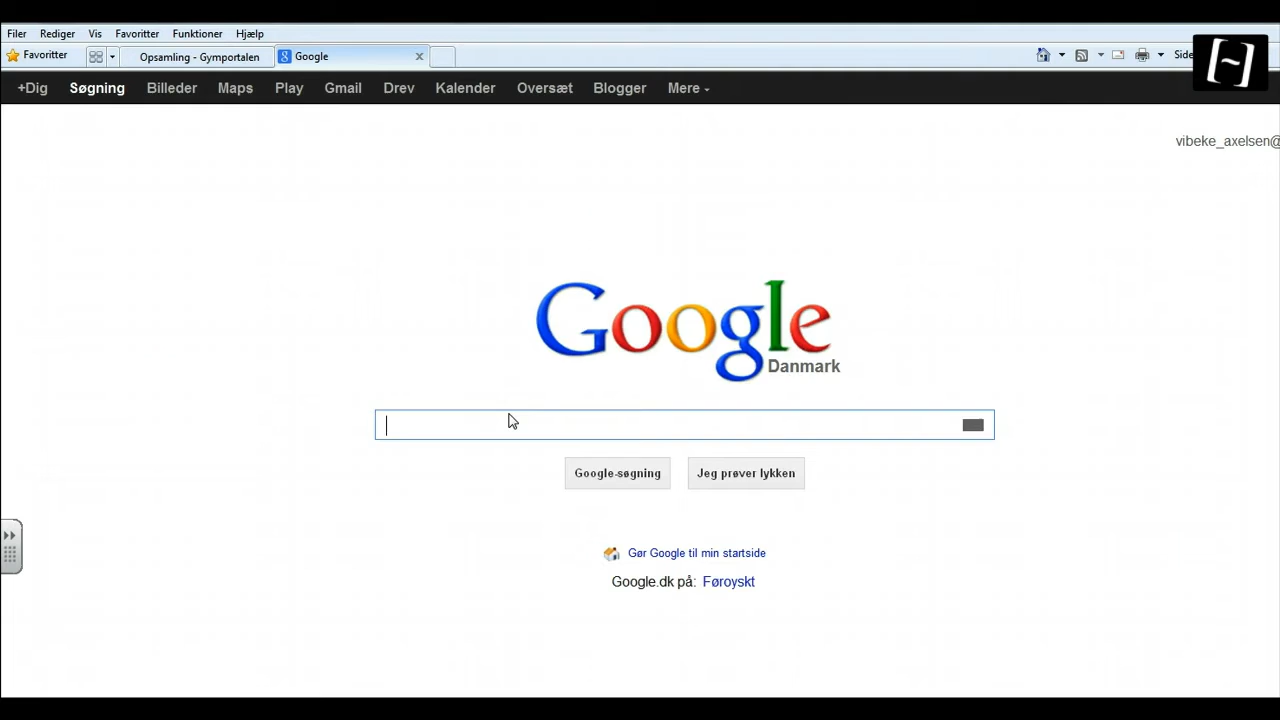 Filer Rediger Vis Favoritter Funktioner Hjælp
Favoritter Opsamling - Gymportalen Google Side
[~]
+Dig Søgning Billeder Maps Play Gmail Drev Kalender Oversæt Blogger Mere
vibeke_axelsen@
Google
Danmark
Google-søgning Jeg prøver lykken
Gør Google til min startside
Google.dk på: Føroyskt